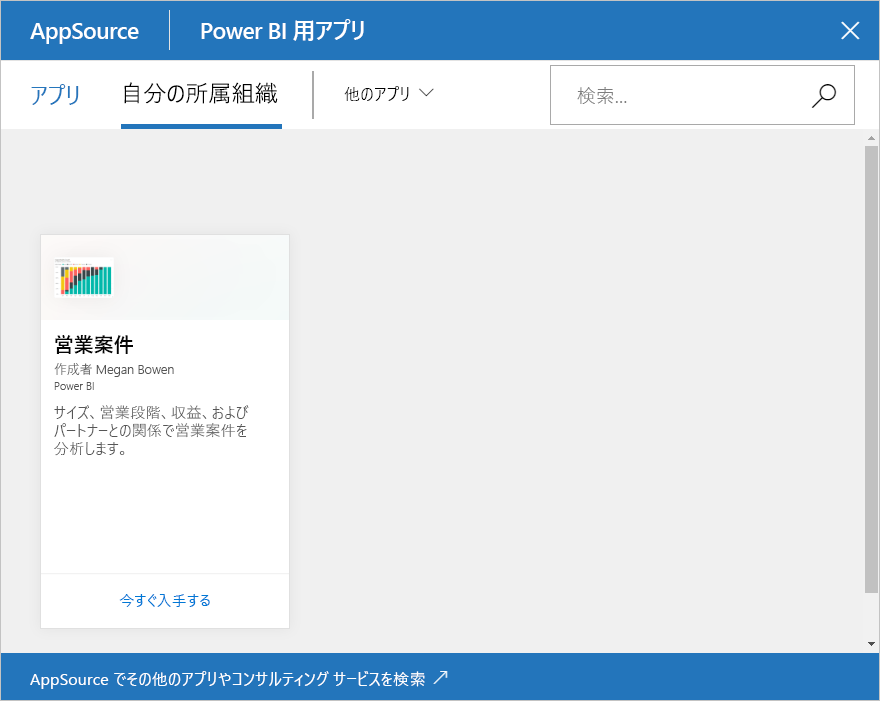 AppSource
Power BI 用アプリ
アプリ
自分の所属組織
他のアプリ
検索...
営業案件
作成者 Megan Bowen
Power BI
サイズ、営業段階、収益、および
パートナーとの関係で営業案件を
分析します。
今すぐ入手する
AppSource でその他のアプリやコンサルティング サービスを検索